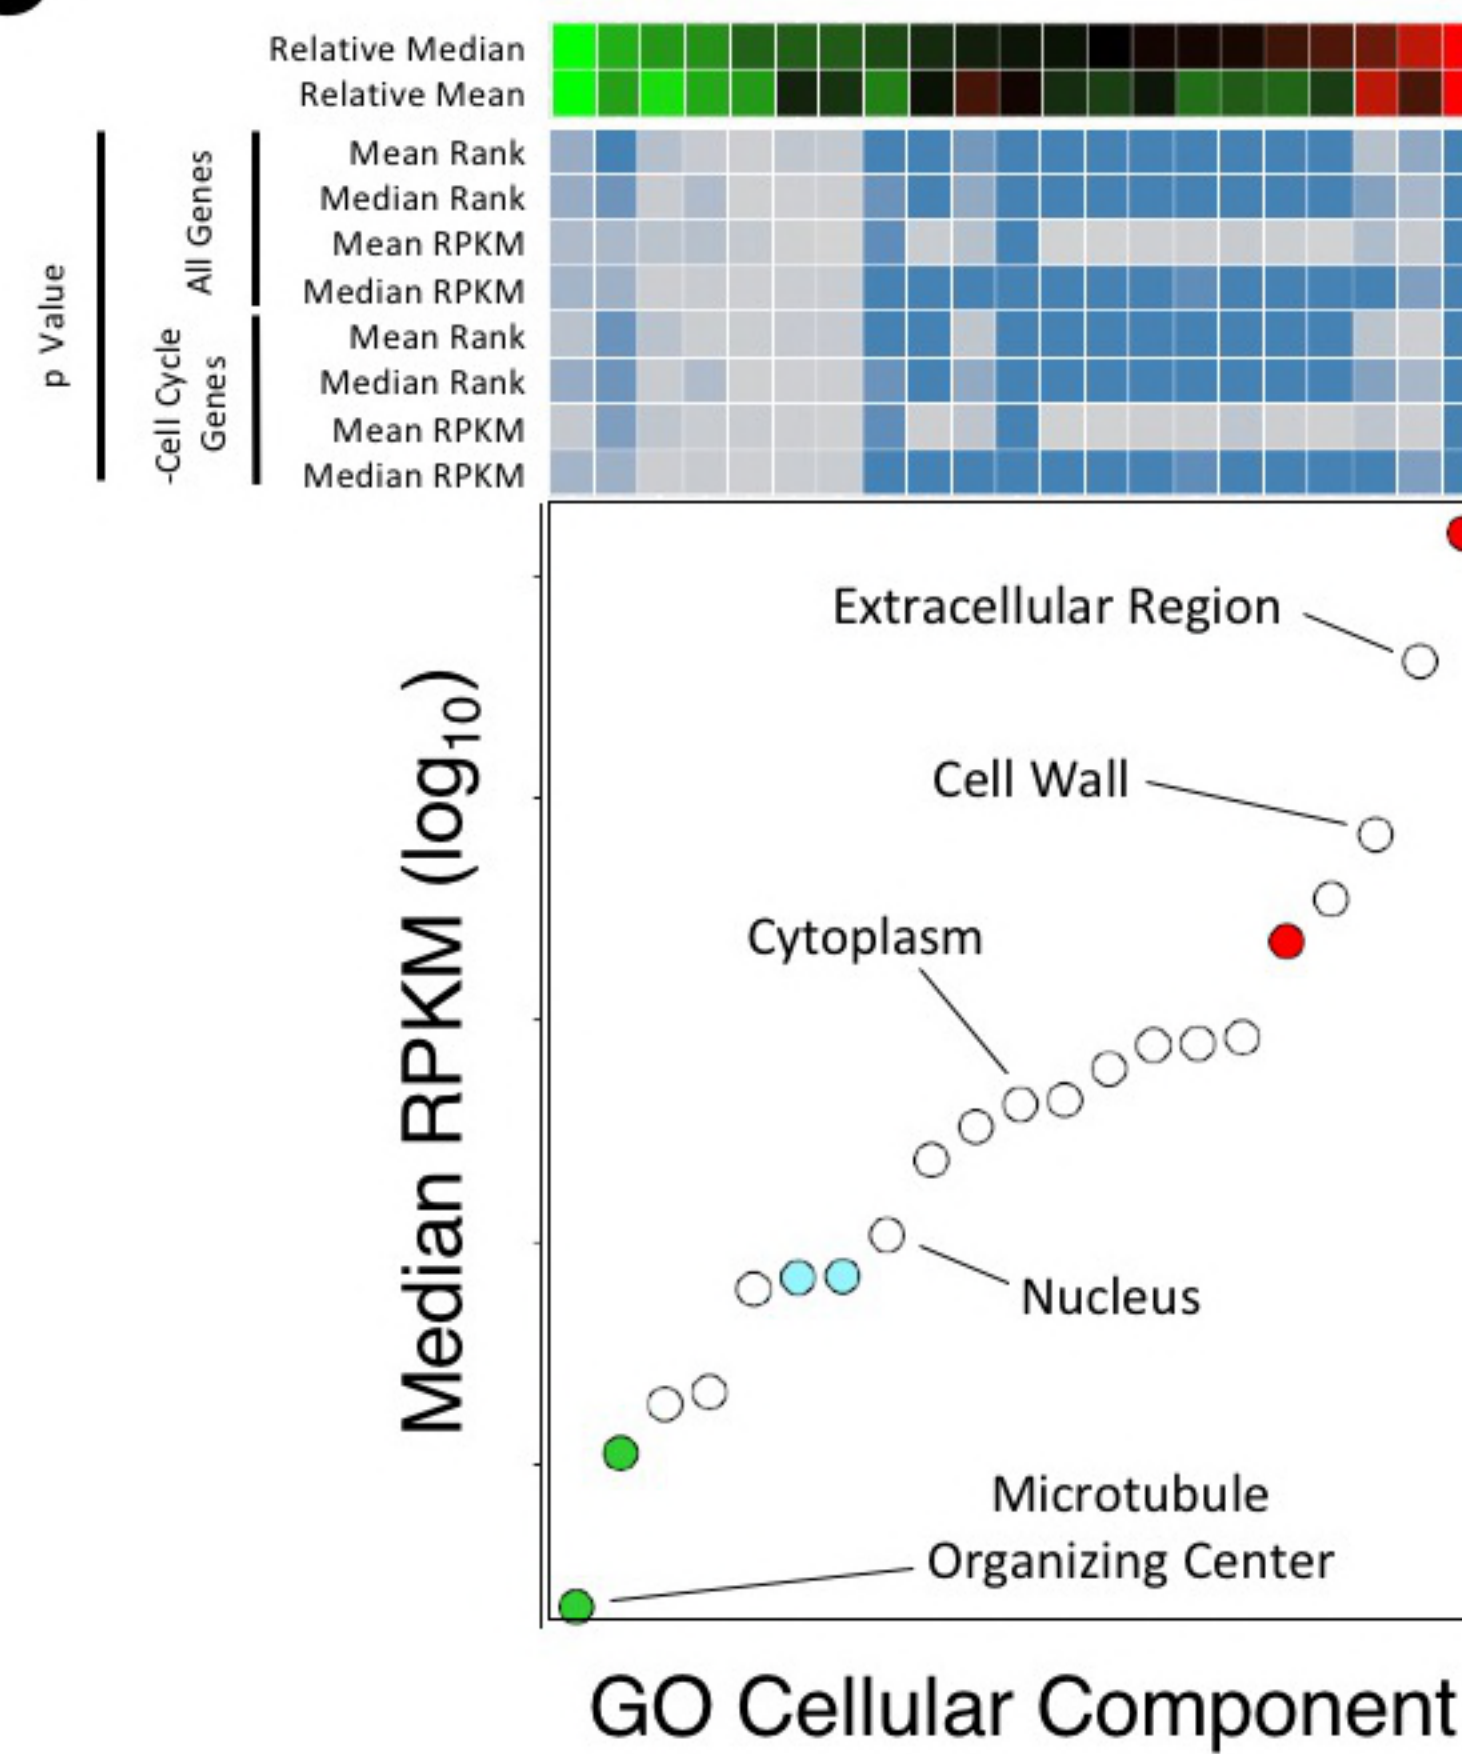 Relative Median
Relative Mean
p Value
All Genes
Mean Rank
Median Rank
Mean RPKM
Median RPKM
-Cell Cycle
Genes
Mean Rank
Median Rank
Mean RPKM
Median RPKM
Median RPKM (log10)
Extracellular Region
Cell Wall
Cytoplasm
Nucleus
Microtubule
Organizing Center
GO Cellular Component